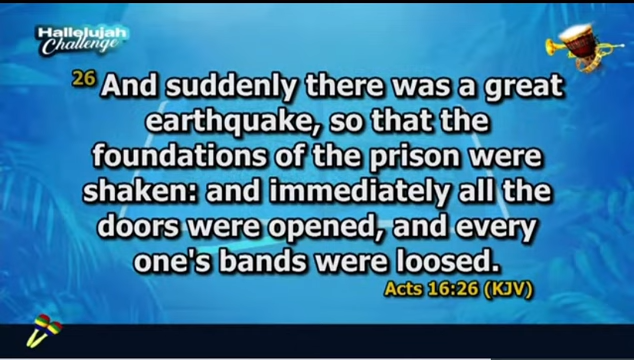 Hallelujah
Challenge
26 And suddenly there was a great
earthquake, so that the
foundations of the prison were
shaken: and immediately all the
doors were opened, and every
one's bands were loosed.
Acts 16:26 (KJV)